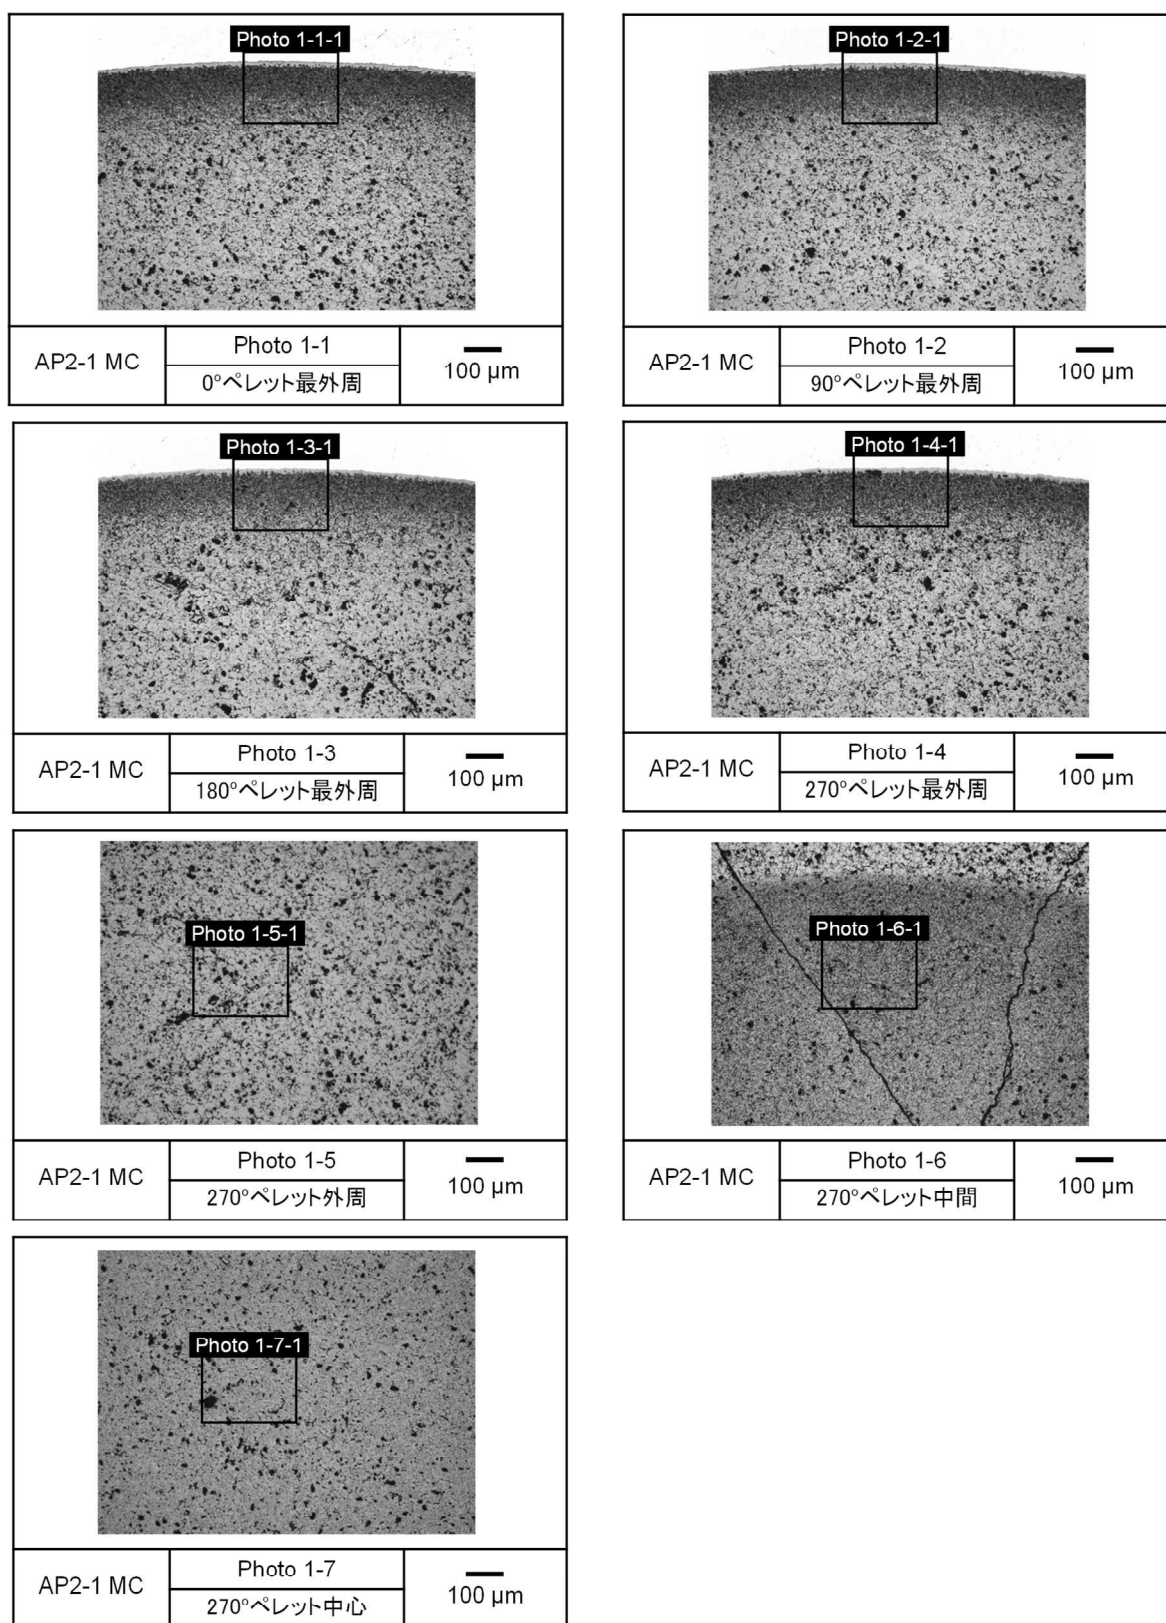 Photo 1-1-1
AP2-1 MC
Photo 1-1
0°ペレット最外周
100 µm
Photo 1-2-1
AP2-1 MC
Photo 1-2
90°ペレット最外周
100 µm
Photo 1-3-1
AP2-1 MC
Photo 1-3
180°ペレット最外周
100 µm
Photo 1-4-1
AP2-1 MC
Photo 1-4
270°ペレット最外周
100 µm
Photo 1-5-1
AP2-1 MC
Photo 1-5
270°ペレット外周
100 µm
Photo 1-6-1
AP2-1 MC
Photo 1-6
270°ペレット中間
100 µm
Photo 1-7-1
AP2-1 MC
Photo 1-7
270°ペレット中心
100 µm